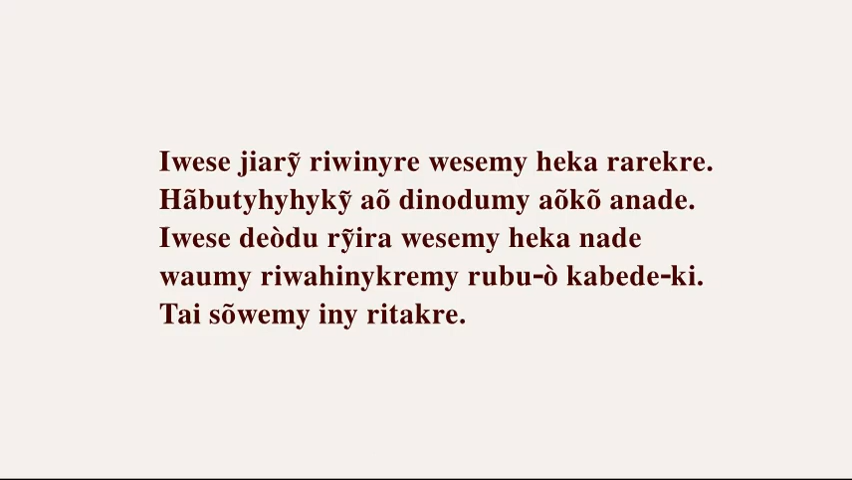 Iwese jiarỹ riwinyre wesemy heka rarekre.
Hãbutyhyhykỹ aõ dinodumy aõkõ anade.
Iwese deòdu rỹira wesemy heka nade
waumy riwahinykremy rubu-ò kabede-ki.
Tai sõwemy iny ritakre.